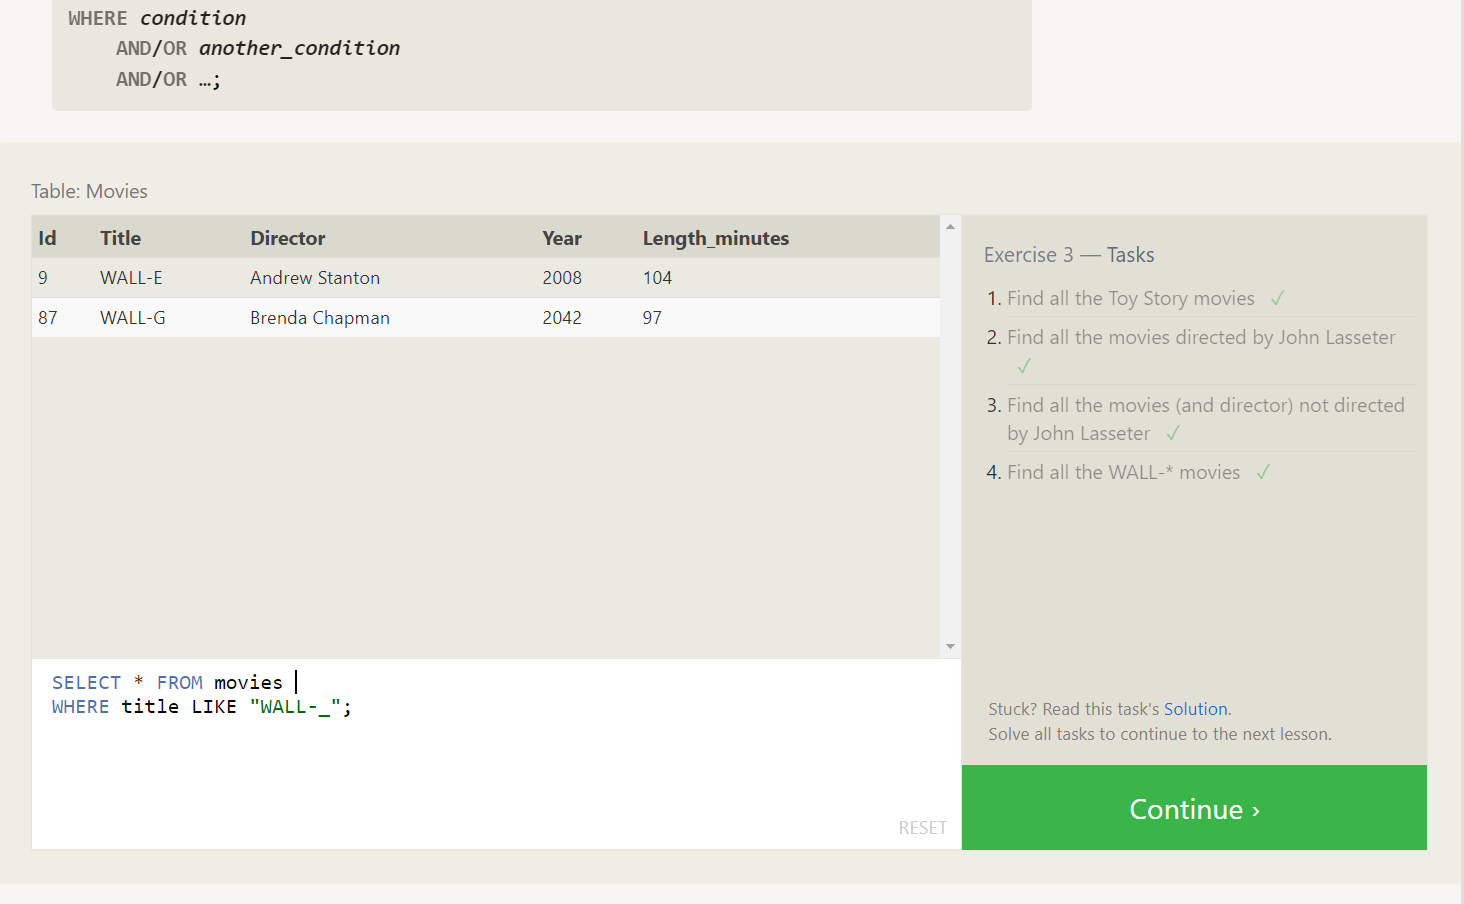 WHERE condition
AND/OR another_condition
AND/OR …;
Table: Movies
Id Title Director Year Length_minutes
9 WALL-E Andrew Stanton 2008 104
87 WALL-G Brenda Chapman 2042 97
SELECT * FROM movies
WHERE title LIKE "WALL-_";
RESET
Exercise 3 — Tasks
1. Find all the Toy Story movies ✓
2. Find all the movies directed by John Lasseter
✓
3. Find all the movies (and director) not directed
by John Lasseter ✓
4. Find all the WALL-* movies ✓
Stuck? Read this task's Solution.
Solve all tasks to continue to the next lesson.
Continue ›